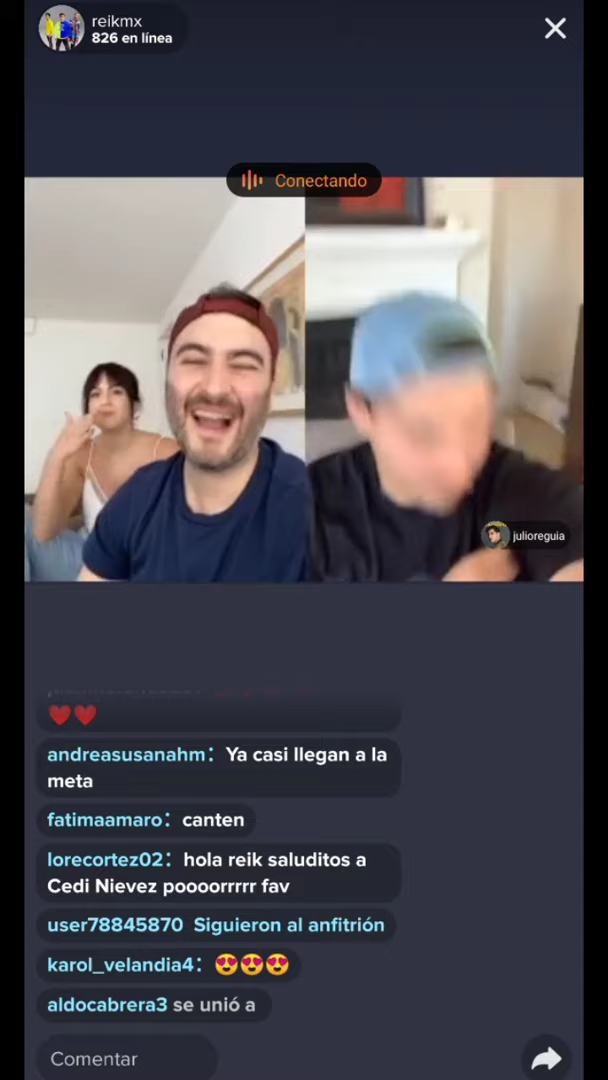 reikmx
826 en línea
Conectando
julioreguia
andreasusanahm: Ya casi llegan a la
meta
fatimaamaro: canten
lorecortez02: hola reik saluditos a
Cedi Nievez poooorrrrr fav
user78845870 Siguieron al anfitrión
karol_velandia4: 😍😍😍
aldocabrera3 se unió a
Comentar